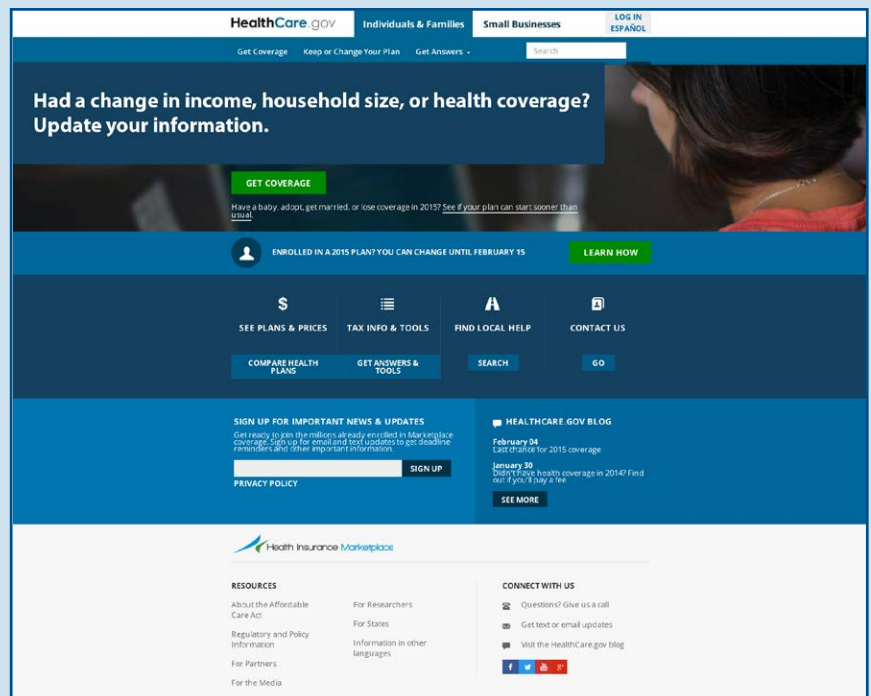 HealthCare.gov
Individuals & Families
Small Businesses
LOG IN
ESPAÑOL
Get Coverage
Keep or Change Your Plan
Get Answers
Search
Had a change in income, household size, or health coverage?
Update your information.
GET COVERAGE
Have a baby, adopt, get married, or lose coverage in 2015? See if your plan can start sooner than
usual.
ENROLLED IN A 2015 PLAN? YOU CAN CHANGE UNTIL FEBRUARY 15
LEARN HOW
$
SEE PLANS & PRICES
TAX INFO & TOOLS
FIND LOCAL HELP
CONTACT US
COMPARE HEALTH
PLANS
GET ANSWERS &
TOOLS
SEARCH
GO
SIGN UP FOR IMPORTANT NEWS & UPDATES
Get ready to join the millions already enrolled in Marketplace
coverage. Sign up for email and text updates to get deadline
reminders and other important information.
SIGN UP
PRIVACY POLICY
HEALTHCARE.GOV BLOG
February 04
Last chance for 2015 coverage
January 30
Didn't have health coverage in 2014? Find
out if you'll pay a fee
SEE MORE
Health Insurance Marketplace
RESOURCES
About the Affordable
Care Act
Regulatory and Policy
Information
For Partners
For the Media
For Researchers
For States
Information in other
languages
CONNECT WITH US
Questions? Give us a call
Get text or email updates
Visit the HealthCare.gov blog